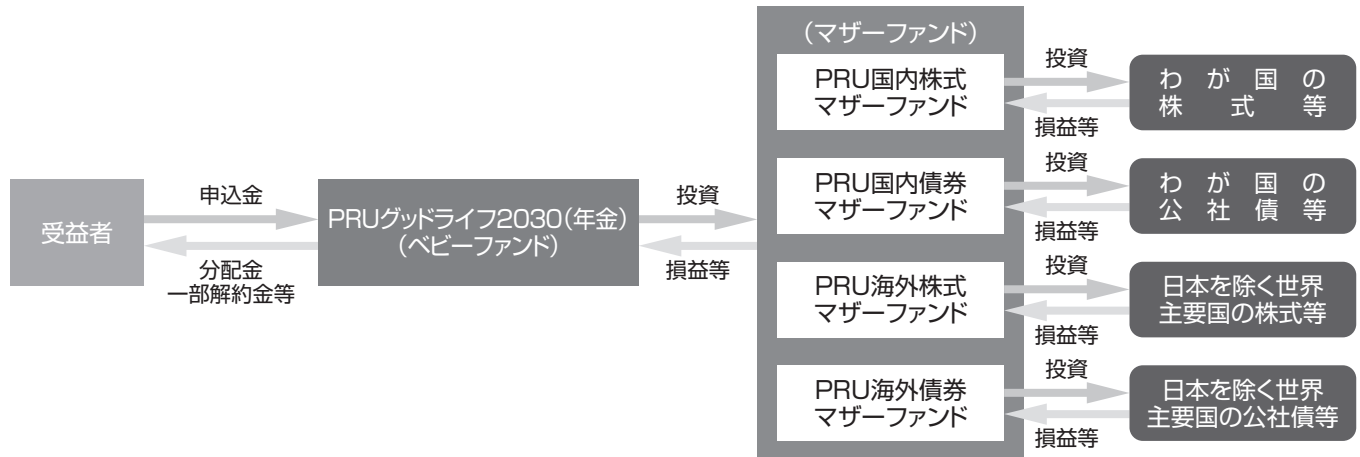 受益者
申込金
分配金
一部解約金等
PRUグッドライフ2030(年金)
(ベビーファンド)
投資
損益等
(マザーファンド)
PRU国内株式
マザーファンド
投資
損益等
わが国の
株式等
PRU国内債券
マザーファンド
投資
損益等
わが国の
公社債等
PRU海外株式
マザーファンド
投資
損益等
日本を除く世界
主要国の株式等
PRU海外債券
マザーファンド
投資
損益等
日本を除く世界
主要国の公社債等